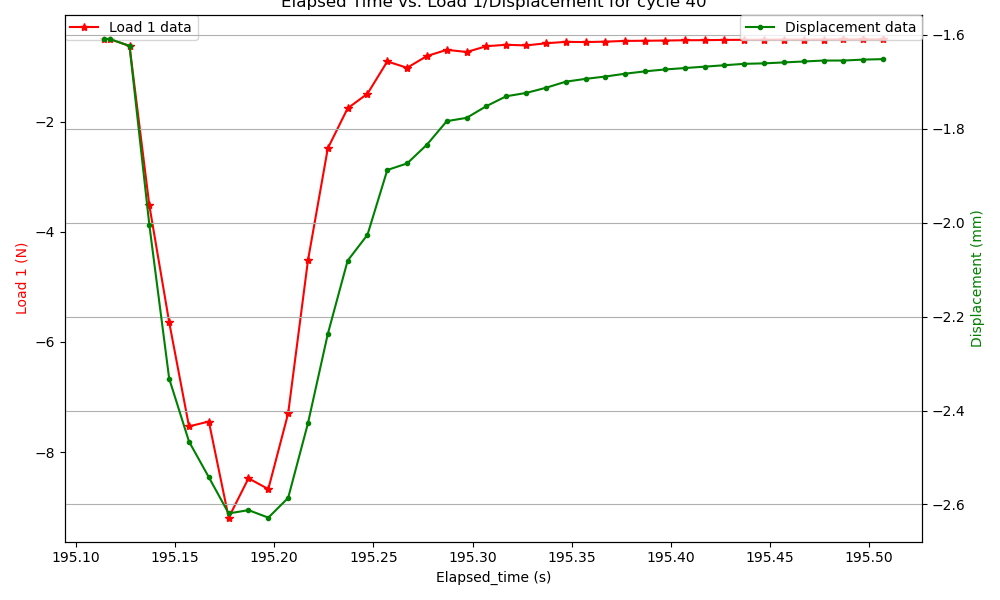 Elapsed Time vs. Load 1/Displacement for cycle 40
Load 1 data
Displacement data
−2
−4
−6
−8
Load 1 (N)
−1.6
−1.8
−2.0
−2.2
−2.4
−2.6
Displacement (mm)
195.10 195.15 195.20 195.25 195.30 195.35 195.40 195.45 195.50
Elapsed_time (s)